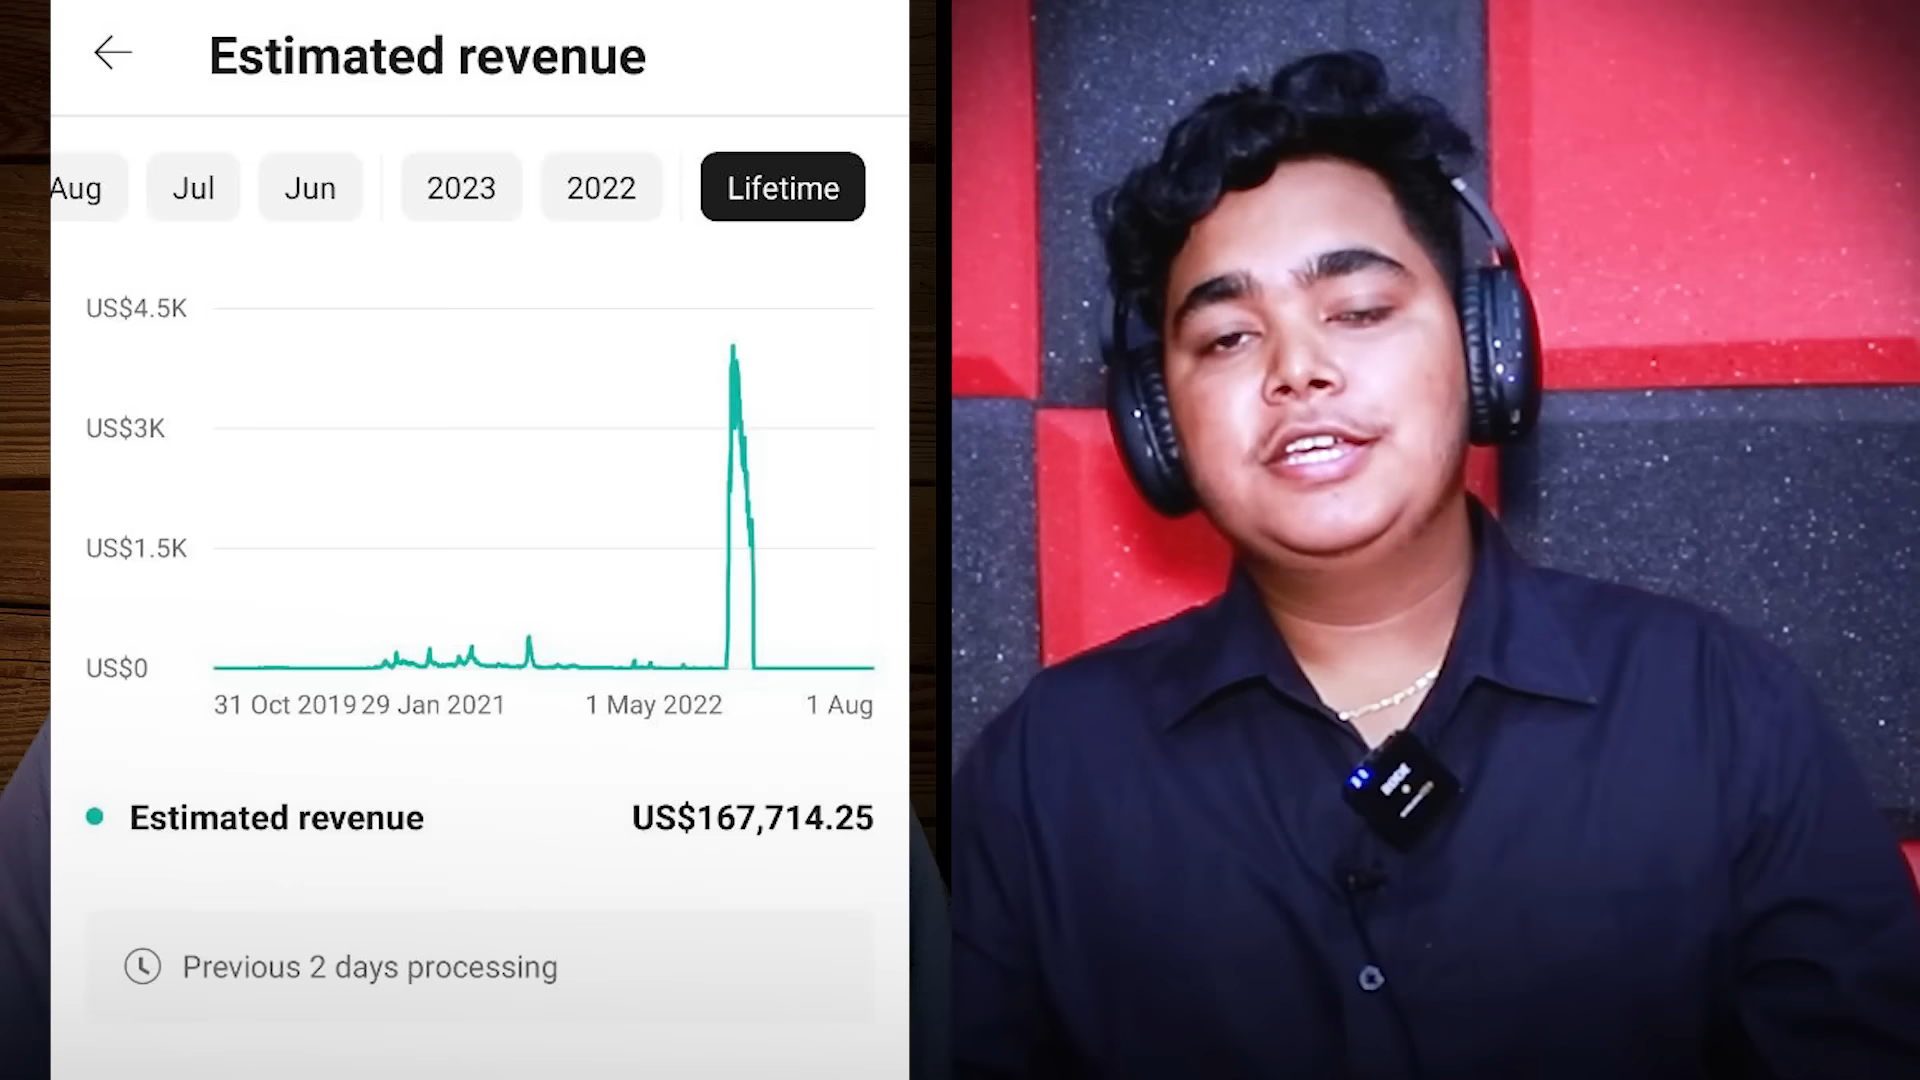 Estimated revenue
Aug Jul Jun 2023 2022 Lifetime
US$4.5K
US$3K
US$1.5K
US$0
31 Oct 2019 29 Jan 2021 1 May 2022 1 Aug
Estimated revenue US$167,714.25
Previous 2 days processing